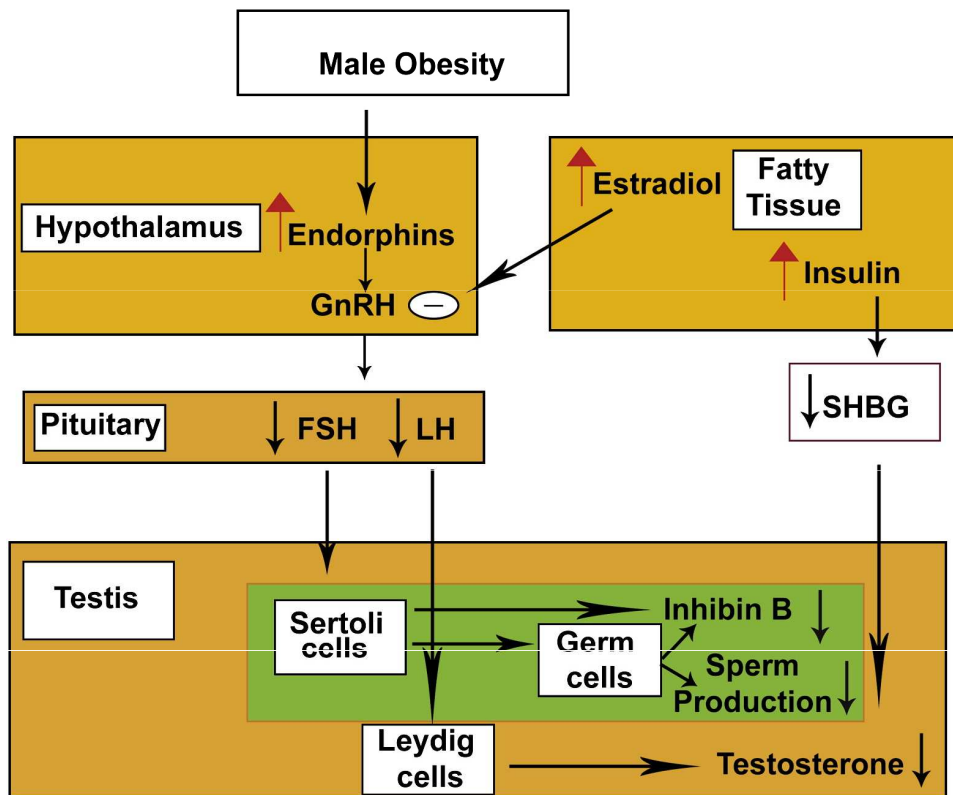 Male Obesity
Hypothalamus
Endorphins
GnRH
−
Estradiol
Fatty
Tissue
Insulin
SHBG
Pituitary
FSH
LH
Testis
Sertoli
cells
Inhibin B
Germ
cells
Sperm
Production
Leydig
cells
Testosterone